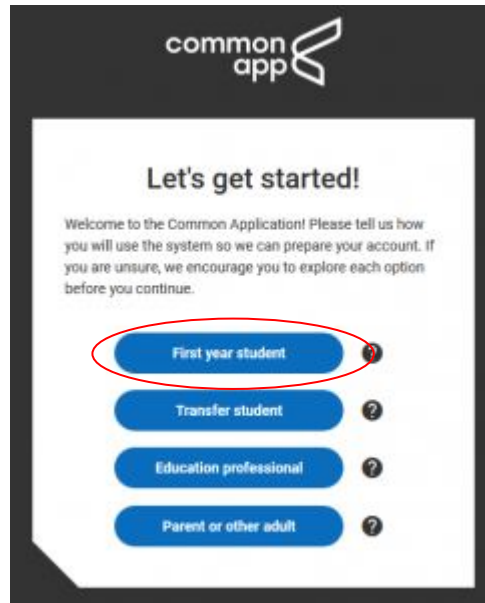 common
app
Let's get started!
Welcome to the Common Application! Please tell us how
you will use the system so we can prepare your account. If
you are unsure, we encourage you to explore each option
before you continue.
First year student ?
Transfer student ?
Education professional ?
Parent or other adult ?